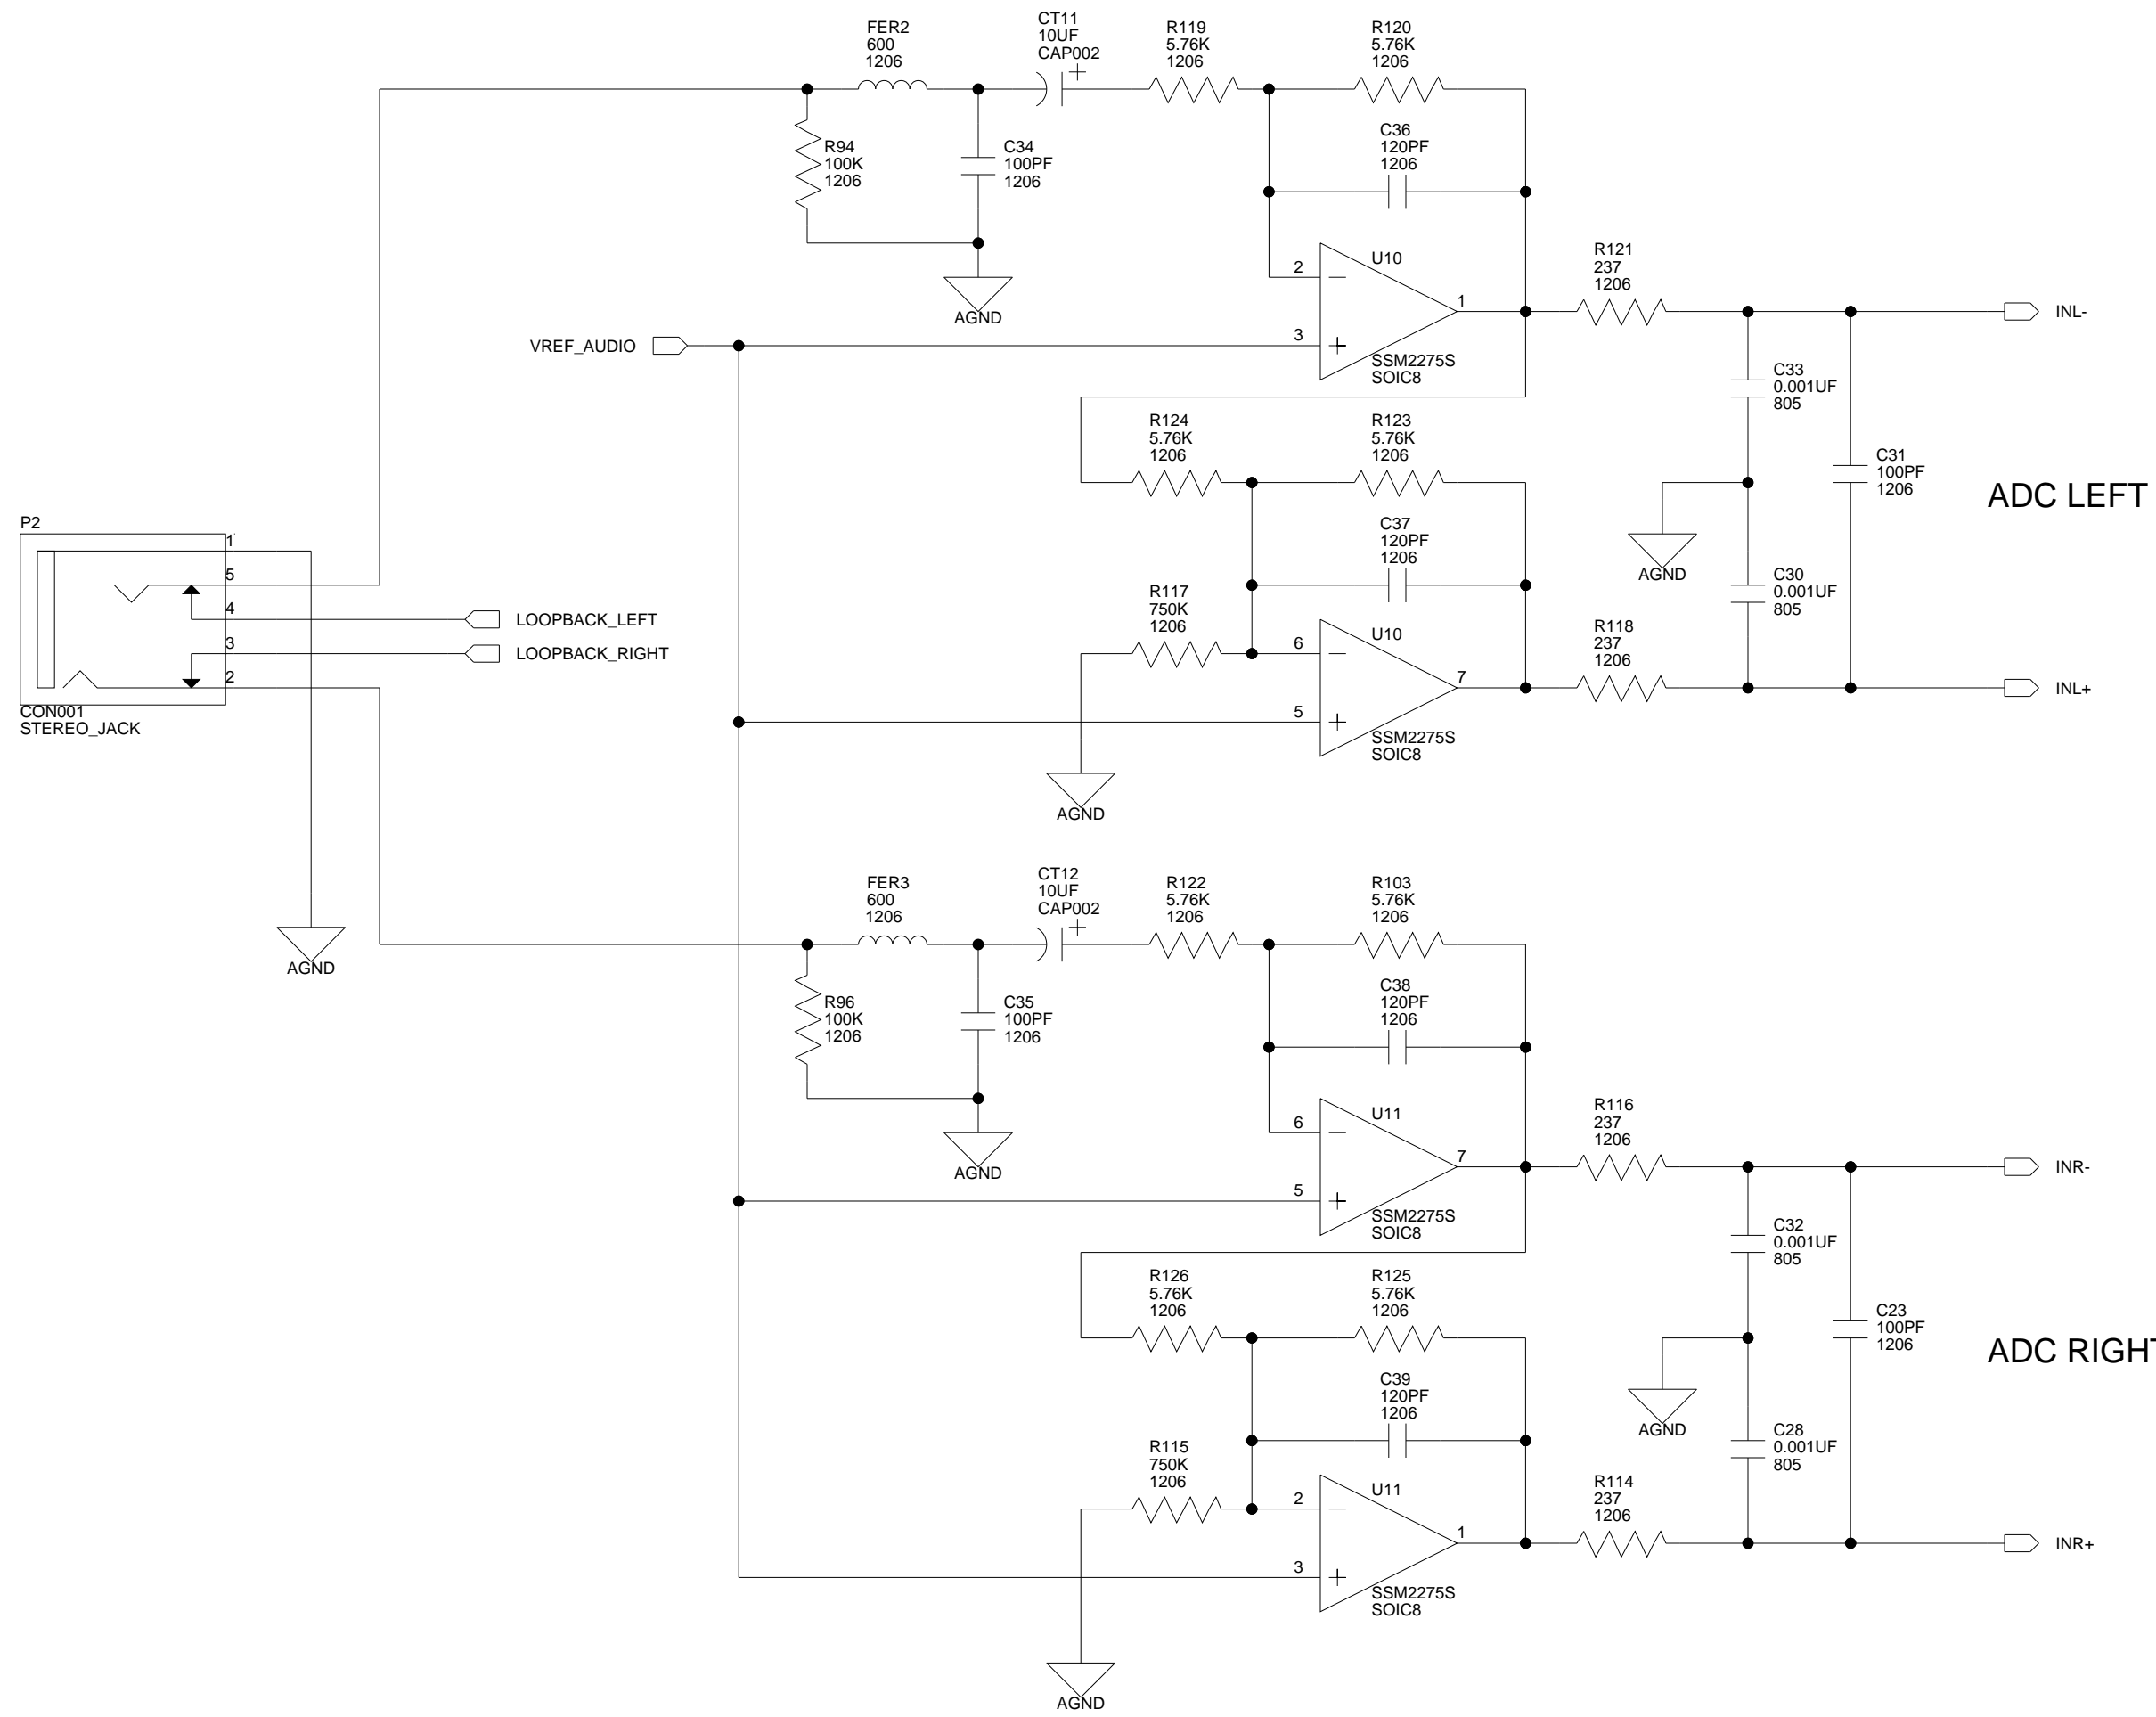 FER2
600
1206
CT11
10UF
CAP002
R119
5.76K
1206
R120
5.76K
1206
R94
100K
1206
C34
100PF
1206
C36
120PF
1206
AGND
U10
2
3
1
SSM2275S
SOIC8
R121
237
1206
INL-
VREF_AUDIO
C33
0.001UF
805
R124
5.76K
1206
R123
5.76K
1206
C31
100PF
1206
ADC LEFT
C37
120PF
1206
AGND
C30
0.001UF
805
P2
1
5
4
3
2
CON001
STEREO_JACK
LOOPBACK_LEFT
LOOPBACK_RIGHT
R117
750K
1206
U10
6
5
7
SSM2275S
SOIC8
R118
237
1206
INL+
AGND
AGND
FER3
600
1206
CT12
10UF
CAP002
R122
5.76K
1206
R103
5.76K
1206
R96
100K
1206
C35
100PF
1206
C38
120PF
1206
AGND
U11
6
5
7
SSM2275S
SOIC8
R116
237
1206
INR-
C32
0.001UF
805
R126
5.76K
1206
R125
5.76K
1206
C23
100PF
1206
ADC RIGHT
C39
120PF
1206
AGND
C28
0.001UF
805
R115
750K
1206
U11
2
3
1
SSM2275S
SOIC8
R114
237
1206
INR+
AGND